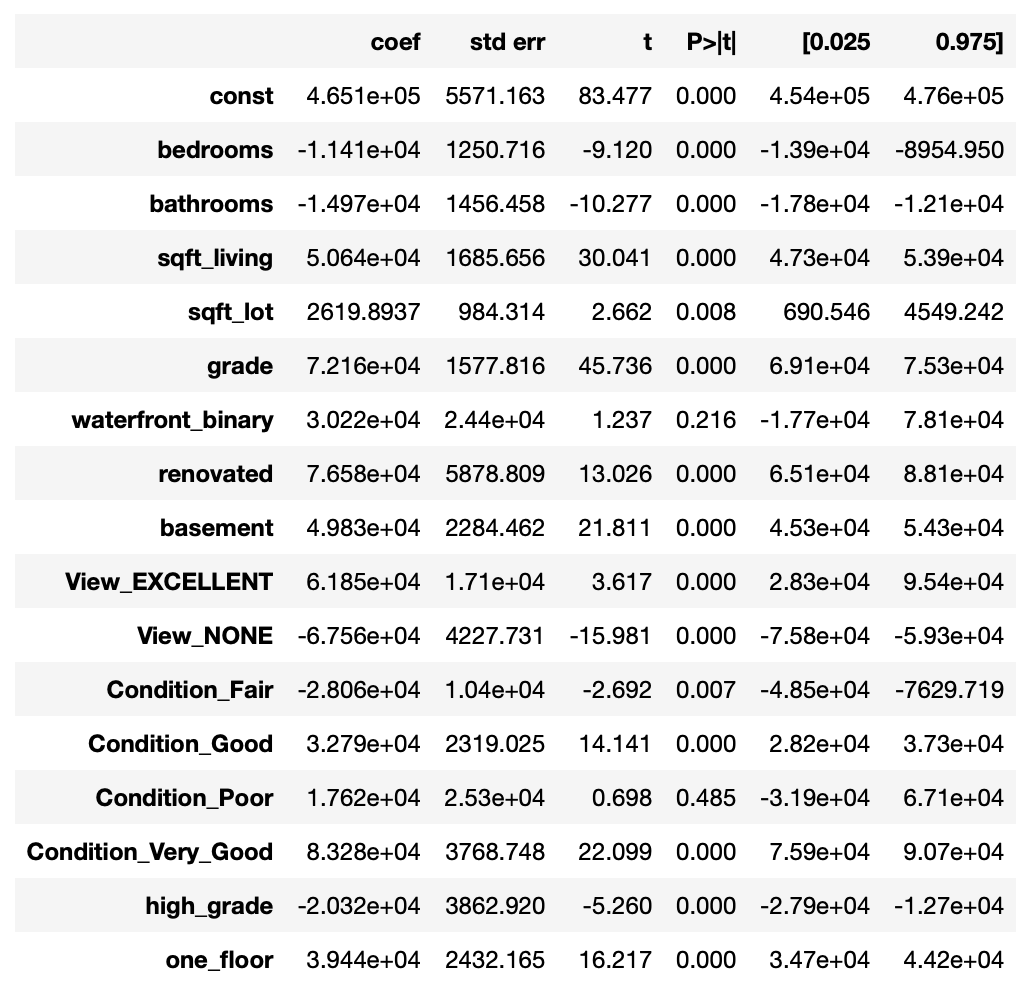 coef std err t P>|t| [0.025 0.975]
const 4.651e+05 5571.163 83.477 0.000 4.54e+05 4.76e+05
bedrooms -1.141e+04 1250.716 -9.120 0.000 -1.39e+04 -8954.950
bathrooms -1.497e+04 1456.458 -10.277 0.000 -1.78e+04 -1.21e+04
sqft_living 5.064e+04 1685.656 30.041 0.000 4.73e+04 5.39e+04
sqft_lot 2619.8937 984.314 2.662 0.008 690.546 4549.242
grade 7.216e+04 1577.816 45.736 0.000 6.91e+04 7.53e+04
waterfront_binary 3.022e+04 2.44e+04 1.237 0.216 -1.77e+04 7.81e+04
renovated 7.658e+04 5878.809 13.026 0.000 6.51e+04 8.81e+04
basement 4.983e+04 2284.462 21.811 0.000 4.53e+04 5.43e+04
View_EXCELLENT 6.185e+04 1.71e+04 3.617 0.000 2.83e+04 9.54e+04
View_NONE -6.756e+04 4227.731 -15.981 0.000 -7.58e+04 -5.93e+04
Condition_Fair -2.806e+04 1.04e+04 -2.692 0.007 -4.85e+04 -7629.719
Condition_Good 3.279e+04 2319.025 14.141 0.000 2.82e+04 3.73e+04
Condition_Poor 1.762e+04 2.53e+04 0.698 0.485 -3.19e+04 6.71e+04
Condition_Very_Good 8.328e+04 3768.748 22.099 0.000 7.59e+04 9.07e+04
high_grade -2.032e+04 3862.920 -5.260 0.000 -2.79e+04 -1.27e+04
one_floor 3.944e+04 2432.165 16.217 0.000 3.47e+04 4.42e+04